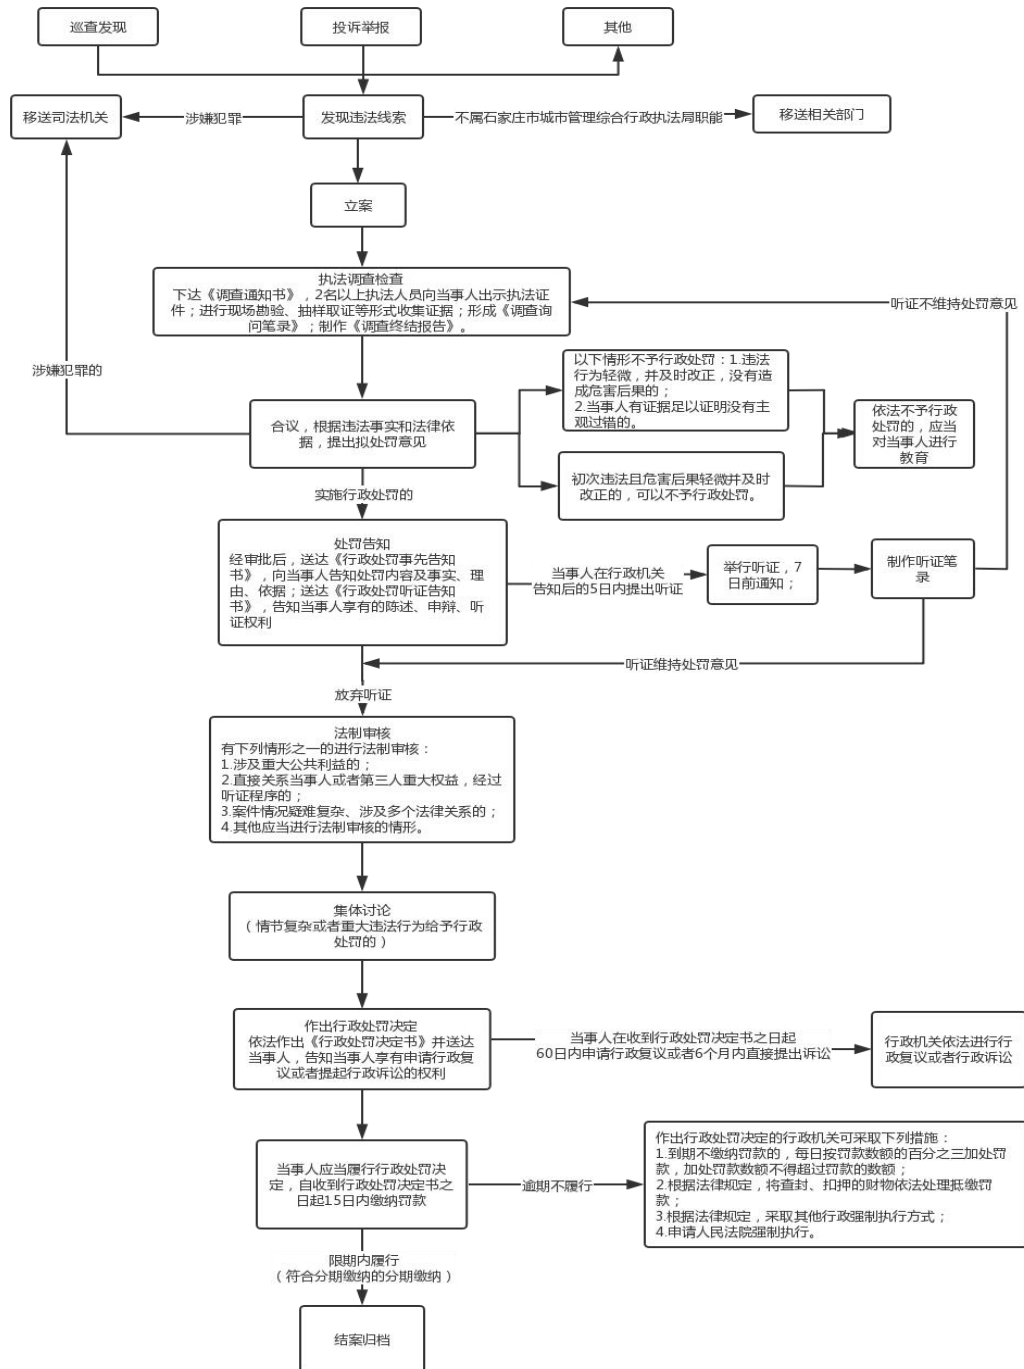 巡查发现
投诉举报
其他
移送司法机关
涉嫌犯罪
发现违法线索
不属石家庄市城市管理综合行政执法局职能
移送相关部门
立案
执法调查检查
下达《调查通知书》，2名以上执法人员向当事人出示执法证
件；进行现场勘验、抽样取证等形式收集证据；形成《调查询
问笔录》；制作《调查终结报告》。
听证不维持处罚意见
涉嫌犯罪的
合议，根据违法事实和法律依
据，提出拟处罚意见
以下情形不予行政处罚：1.违法
行为轻微，并及时改正，没有造
成危害后果的；
2.当事人有证据足以证明没有主
观过错的。
初次违法且危害后果轻微并及时
改正的，可以不予行政处罚。
依法不予行政
处罚的，应当
对当事人进行
教育
实施行政处罚的
处罚告知
经审批后，送达《行政处罚事先告知
书》，向当事人告知处罚内容及事实、理
由、依据；送达《行政处罚听证告知
书》，告知当事人享有的陈述、申辩、听
证权利
当事人在行政机关
告知后的5日内提出听证
举行听证，7
日前通知；
制作听证笔
录
听证维持处罚意见
放弃听证
法制审核
有下列情形之一的进行法制审核：
1.涉及重大公共利益的；
2.直接关系当事人或者第三人重大权益，经过
听证程序的；
3.案件情况疑难复杂、涉及多个法律关系的；
4.其他应当进行法制审核的情形。
集体讨论
（情节复杂或者重大违法行为给予行政
处罚的）
作出行政处罚决定
依法作出《行政处罚决定书》并送达
当事人，告知当事人享有申请行政复
议或者提起行政诉讼的权利
当事人在收到行政处罚决定书之日起
60日内申请行政复议或者6个月内直接提出诉讼
行政机关依法进行行
政复议或者行政诉讼
当事人应当履行行政处罚决
定，自收到行政处罚决定书之
日起15日内缴纳罚款
逾期不履行
作出行政处罚决定的行政机关可采取下列措施：
1.到期不缴纳罚款的，每日按罚款数额的百分之三加处罚
款，加处罚款数额不得超过罚款的数额；
2.根据法律规定，将查封、扣押的财物依法处理抵缴罚
款；
3.根据法律规定，采取其他行政强制执行方式；
4.申请人民法院强制执行。
限期内履行
（符合分期缴纳的分期缴纳）
结案归档